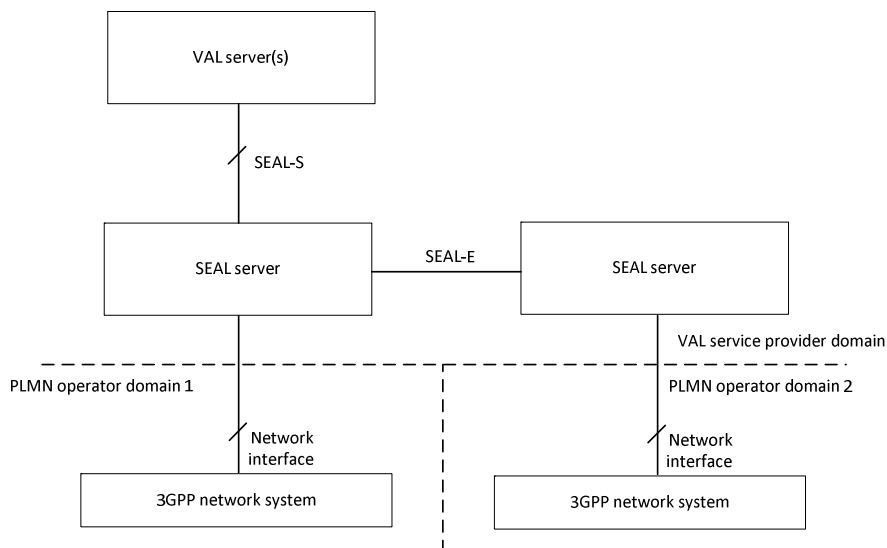 VAL server(s)
SEAL-S
SEAL server
SEAL-E
SEAL server
VAL service provider domain
PLMN operator domain 1
PLMN operator domain 2
Network
interface
Network
interface
3GPP network system
3GPP network system